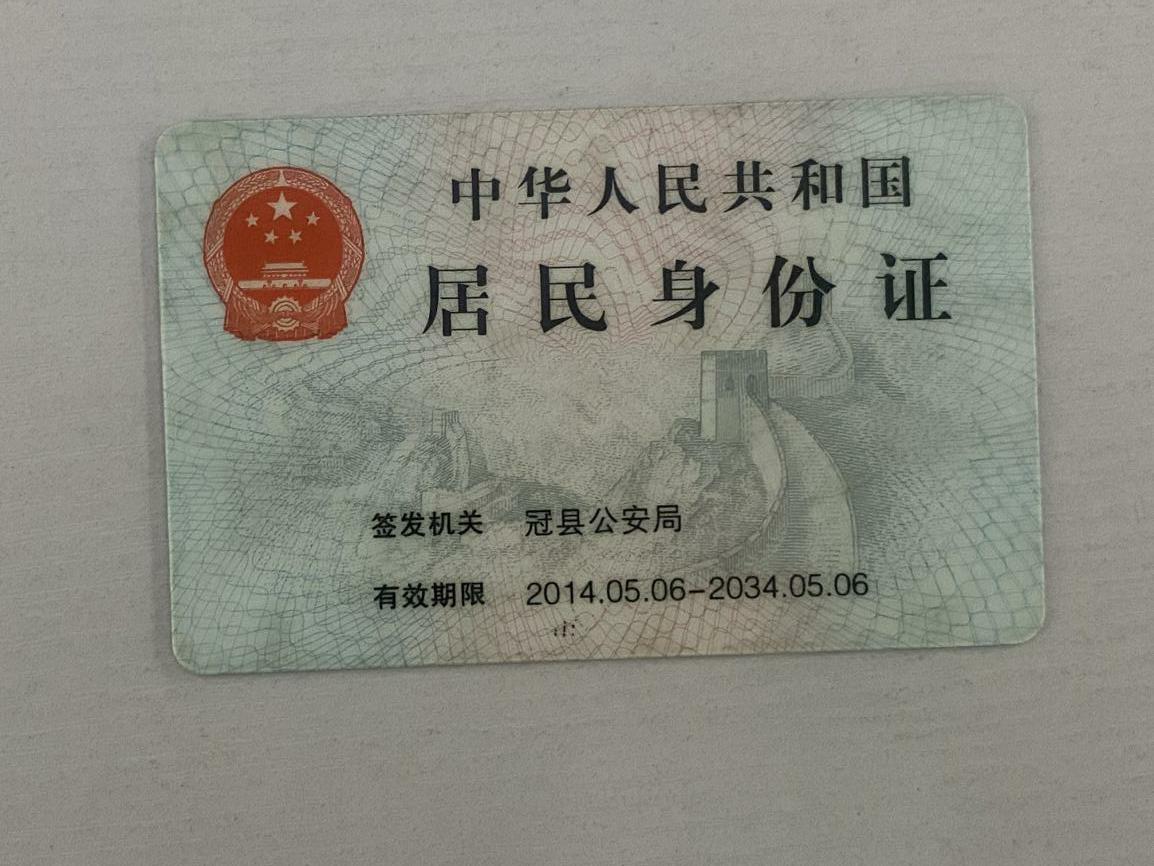 中华人民共和国
居民身份证
签发机关 冠县公安局
有效期限 2014.05.06-2034.05.06